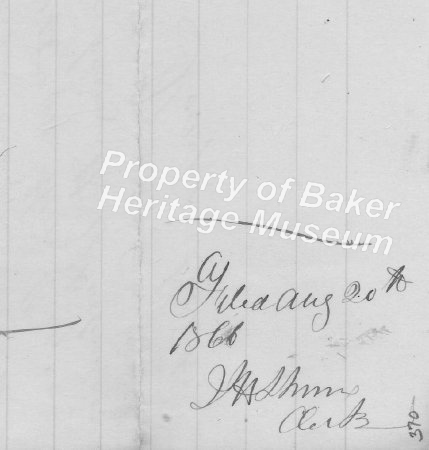 Property of Baker
Heritage Museum
Filed Aug 20th
1866
Clerk
370—